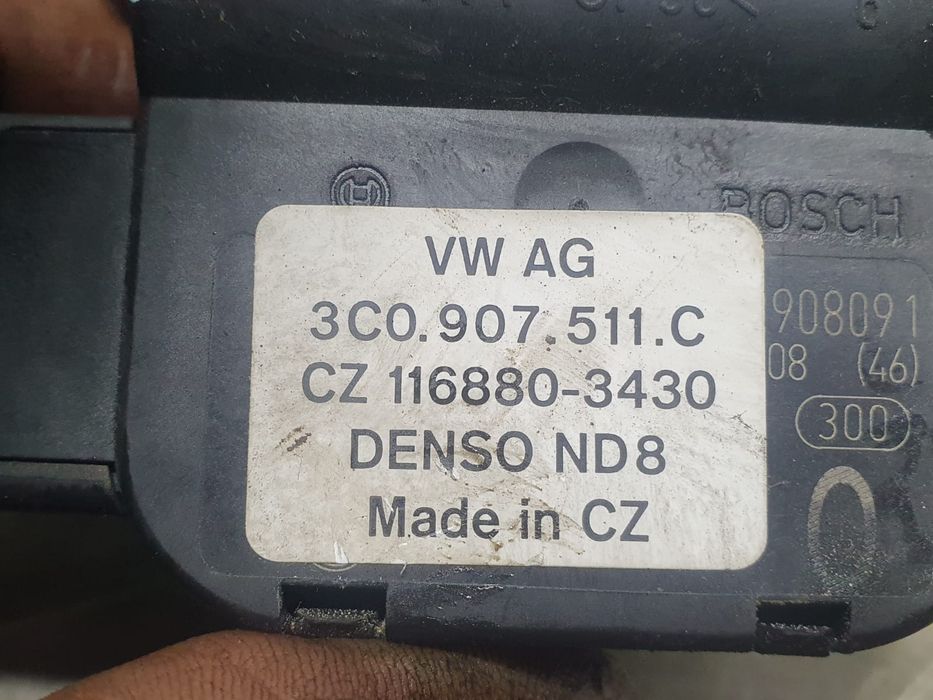 BOSCH
VW AG
3C0.907.511.C
CZ 116880-3430
DENSO ND8
Made in CZ
908091
08 (46)
300